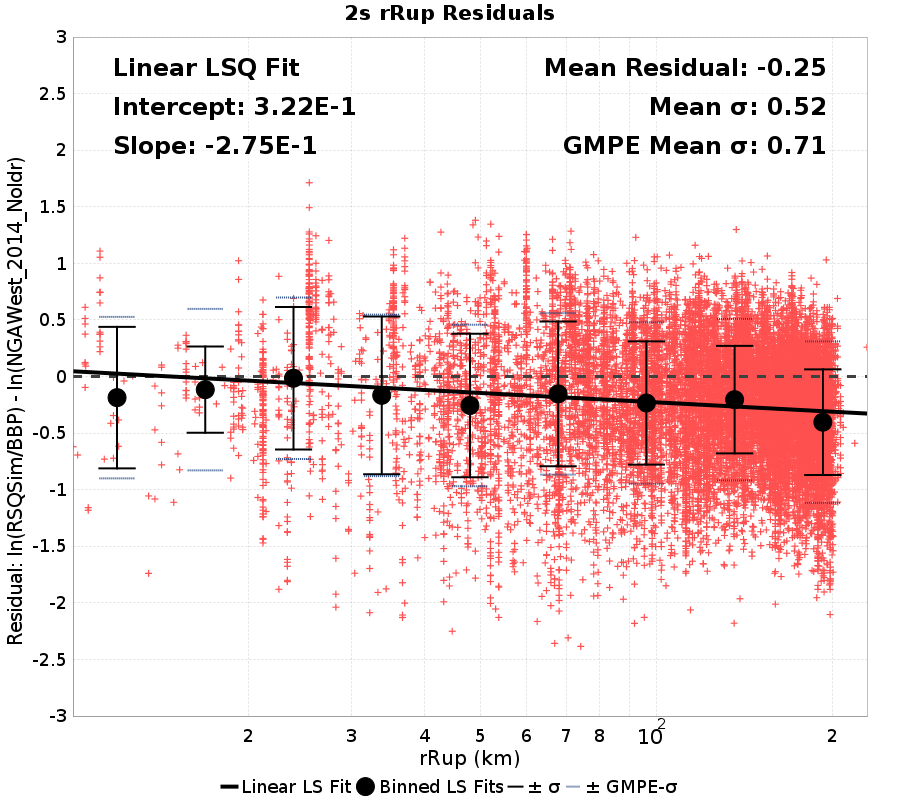 2s rRup Residuals
Linear LSQ Fit
Intercept: 3.22E-1
Slope: -2.75E-1
Mean Residual: -0.25
Mean σ: 0.52
GMPE Mean σ: 0.71
Residual: ln(RSQSim/BBP) - ln(NGAWest_2014_NoIdr)
3
2.5
2
1.5
1
0.5
0
-0.5
-1
-1.5
-2
-2.5
-3
2 3 4 5 6 7 8 10² 2
rRup (km)
Linear LS Fit Binned LS Fits ± σ ± GMPE-σ